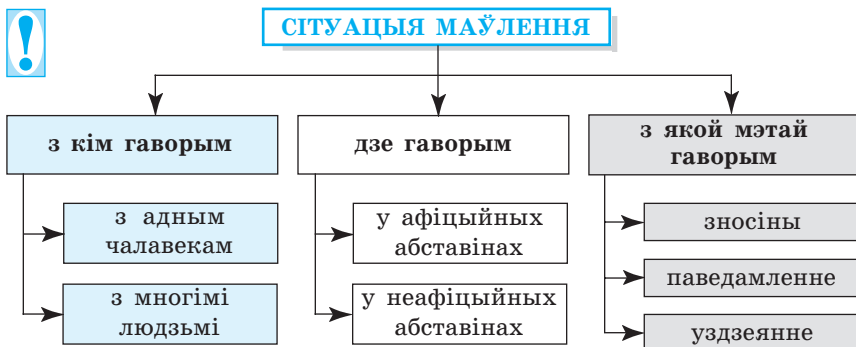 !
СІТУАЦЫЯ МАЎЛЕННЯ
з кім гаворым
з адным
чалавекам
з многімі
людзьмі
дзе гаворым
у афіцыйных
абставінах
у неафіцыйных
абставінах
з якой мэтай
гаворым
зносіны
паведамленне
уздзеянне